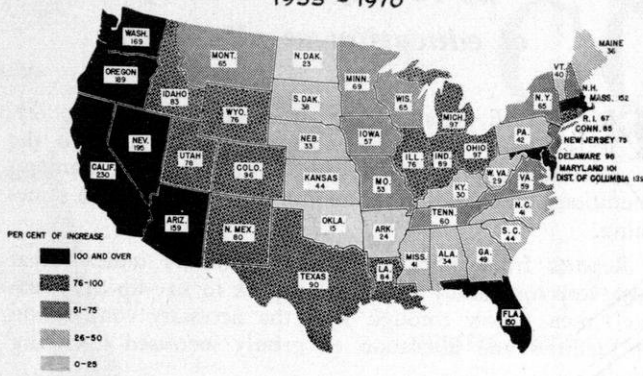 1953 - 1970
WASH.
169
OREGON
189
CALIF.
230
NEV.
195
IDAHO
83
MONT.
65
WYO.
76
UTAH
78
COLO.
96
ARIZ.
159
N. MEX.
80
N. DAK.
23
S. DAK.
38
NEB.
33
KANSAS
44
OKLA.
15
TEXAS
90
MINN.
69
IOWA
57
MO.
53
ARK.
24
LA.
84
WIS.
65
ILL.
76
MICH.
97
IND.
89
OHIO
97
KY.
30
TENN.
60
MISS.
41
ALA.
34
GA.
49
FLA.
150
S. C.
44
N. C.
41
VA.
59
W. VA.
29
PA.
42
N. Y.
65
VT.
40
MAINE
36
N. H.
MASS. 152
R. I. 67
CONN. 85
NEW JERSEY 79
DELAWARE 96
MARYLAND 101
DIST. OF COLUMBIA
PER CENT OF INCREASE
100 AND OVER
76-100
51-75
26-50
0-25